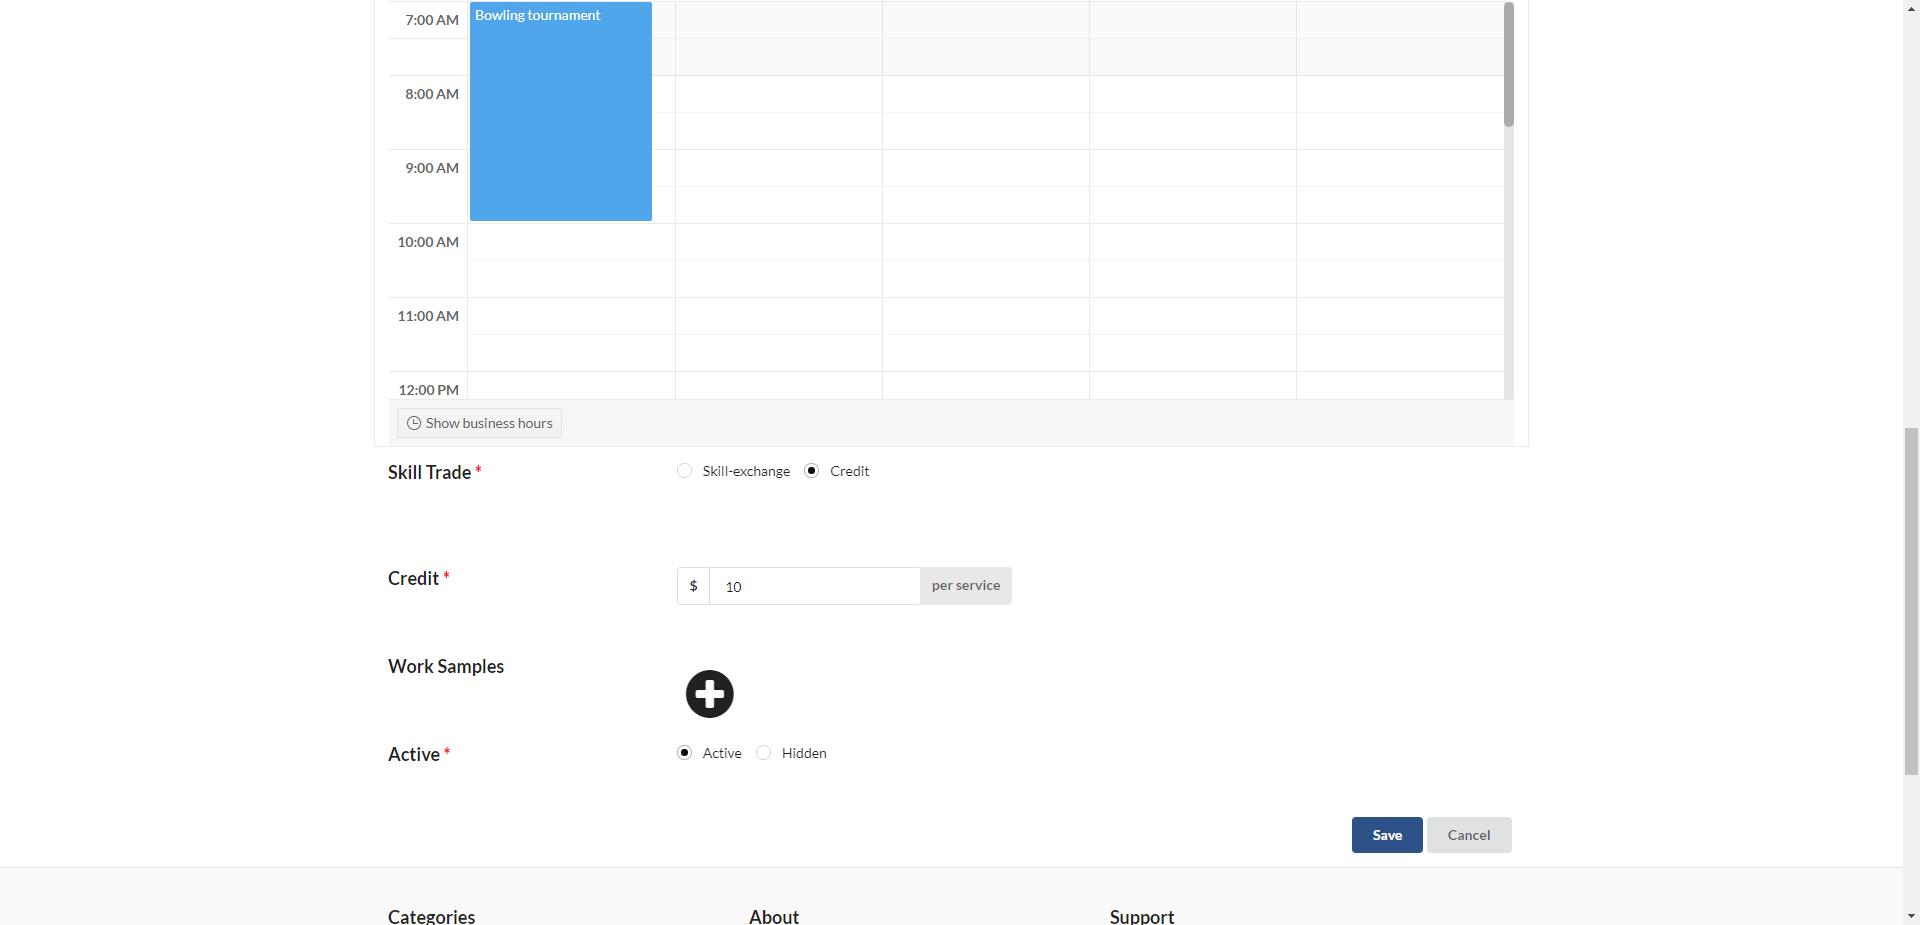 7:00 AM
Bowling tournament
8:00 AM
9:00 AM
10:00 AM
11:00 AM
12:00 PM
Show business hours
Skill Trade *
Skill-exchange
Credit
Credit *
$
10
per service
Work Samples
Active *
Active
Hidden
Save
Cancel
Categories
About
Support